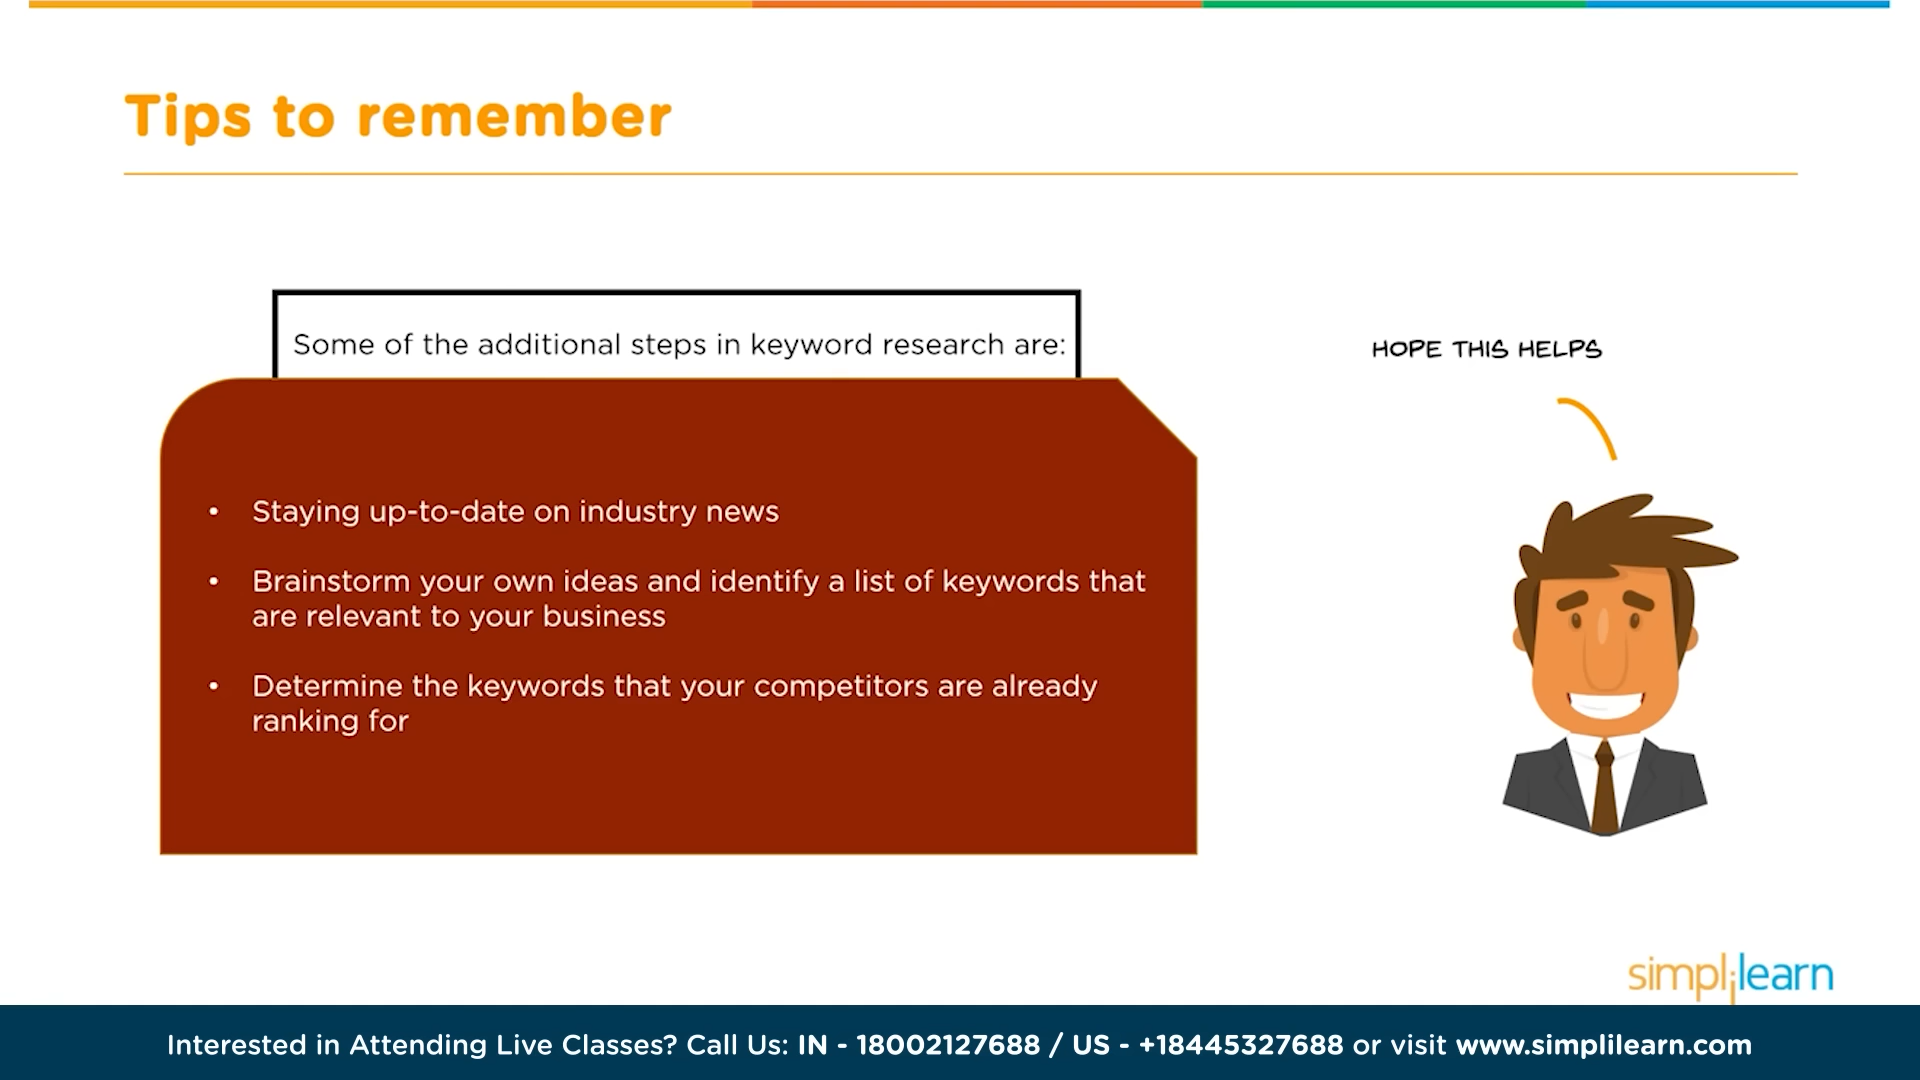 Tips to remember
Some of the additional steps in keyword research are:
HOPE THIS HELPS
• Staying up-to-date on industry news
• Brainstorm your own ideas and identify a list of keywords that
are relevant to your business
• Determine the keywords that your competitors are already
ranking for
simplilearn
Interested in Attending Live Classes? Call Us: IN - 18002127688 / US - +18445327688 or visit www.simplilearn.com